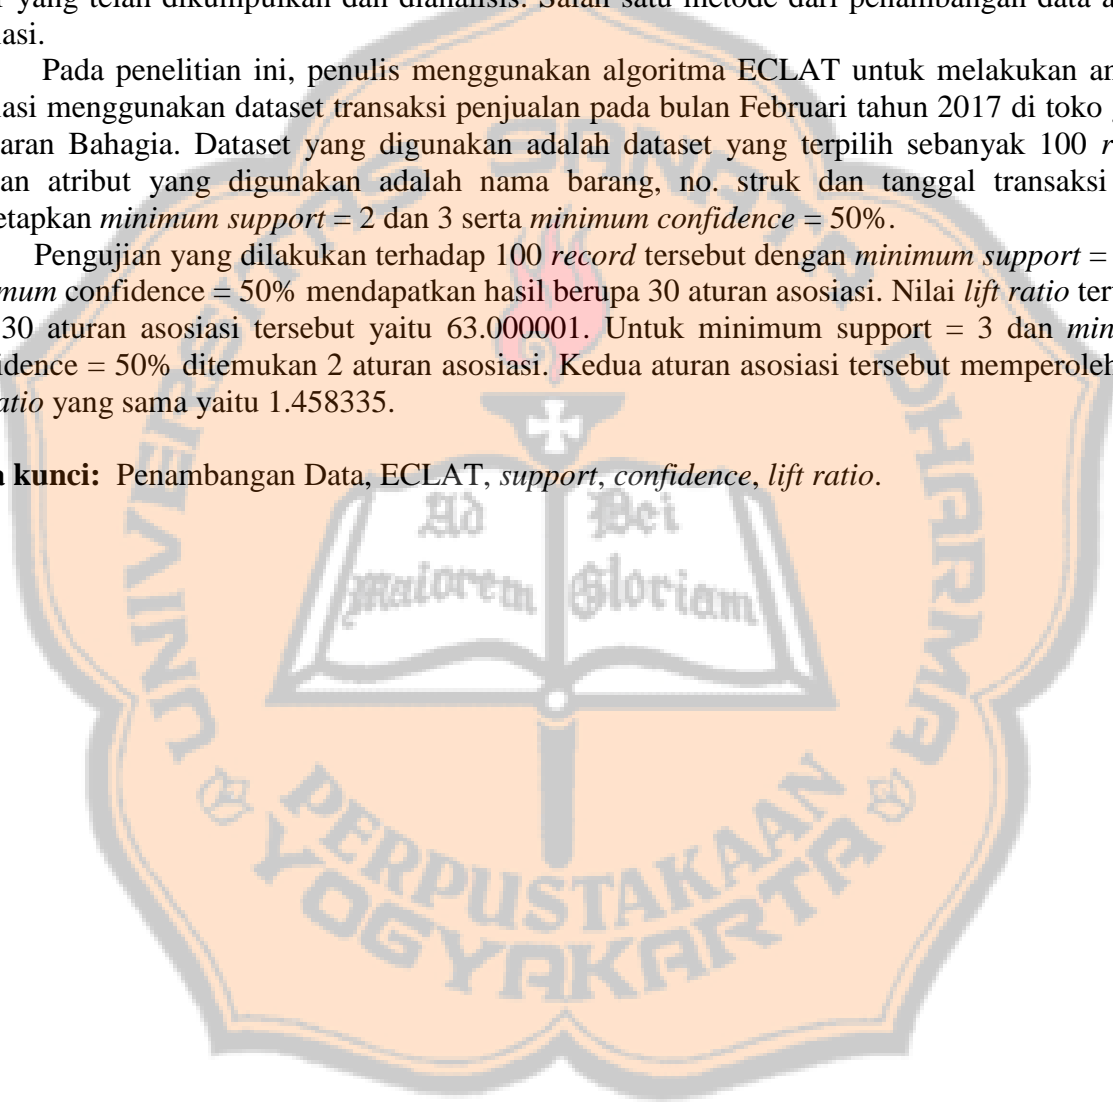 yang telah dikumpulkan dan dianalisis. Salah satu metode dari penambangan data a
asi.
Pada penelitian ini, penulis menggunakan algoritma ECLAT untuk melakukan an
asi menggunakan dataset transaksi penjualan pada bulan Februari tahun 2017 di toko
aran Bahagia. Dataset yang digunakan adalah dataset yang terpilih sebanyak 100 r
an atribut yang digunakan adalah nama barang, no. struk dan tanggal transaksi
etapkan minimum support = 2 dan 3 serta minimum confidence = 50%.
Pengujian yang dilakukan terhadap 100 record tersebut dengan minimum support =
mum confidence = 50% mendapatkan hasil berupa 30 aturan asosiasi. Nilai lift ratio ter
30 aturan asosiasi tersebut yaitu 63.000001. Untuk minimum support = 3 dan min
idence = 50% ditemukan 2 aturan asosiasi. Kedua aturan asosiasi tersebut memperoleh
atio yang sama yaitu 1.458335.
a kunci: Penambangan Data, ECLAT, support, confidence, lift ratio.
UNIVERSITAS SANATA DHARMA
Ad Dei
Maiorem Gloriam
PERPUSTAKAAN
YOGYAKARTA